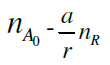 n_{A_0} - \frac{a}{r} n_R